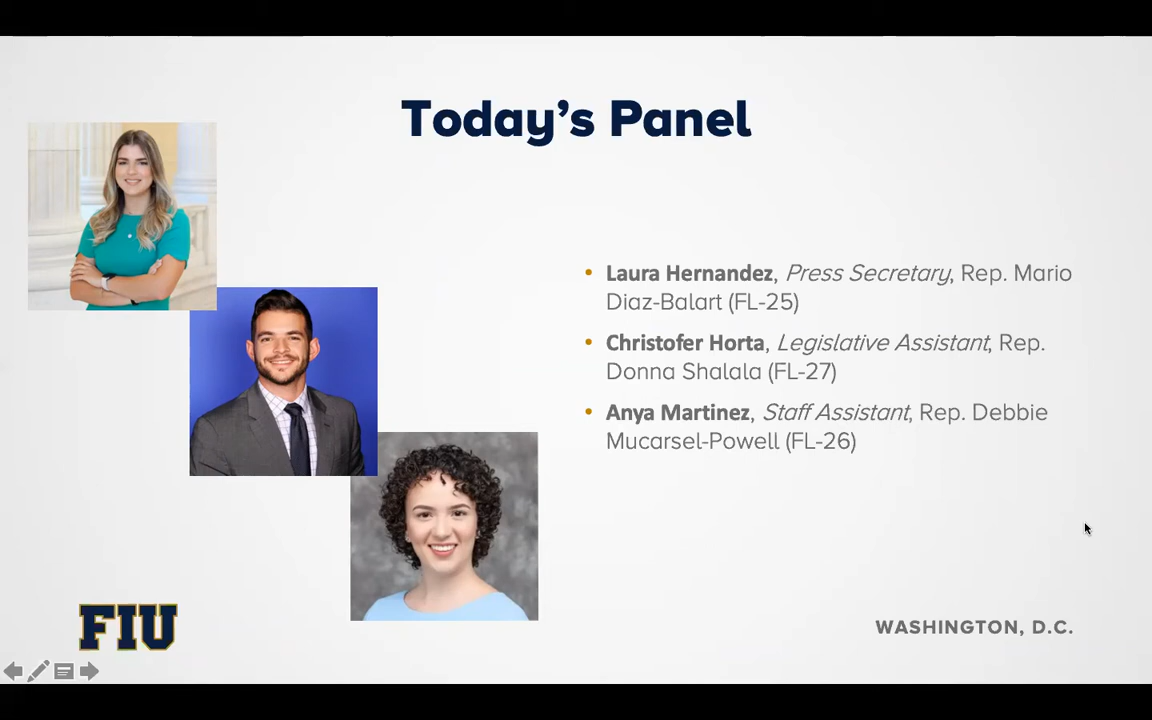 Today's Panel
• Laura Hernandez, Press Secretary, Rep. Mario
Diaz-Balart (FL-25)
• Christofer Horta, Legislative Assistant, Rep.
Donna Shalala (FL-27)
• Anya Martinez, Staff Assistant, Rep. Debbie
Mucarsel-Powell (FL-26)
FIU
WASHINGTON, D.C.